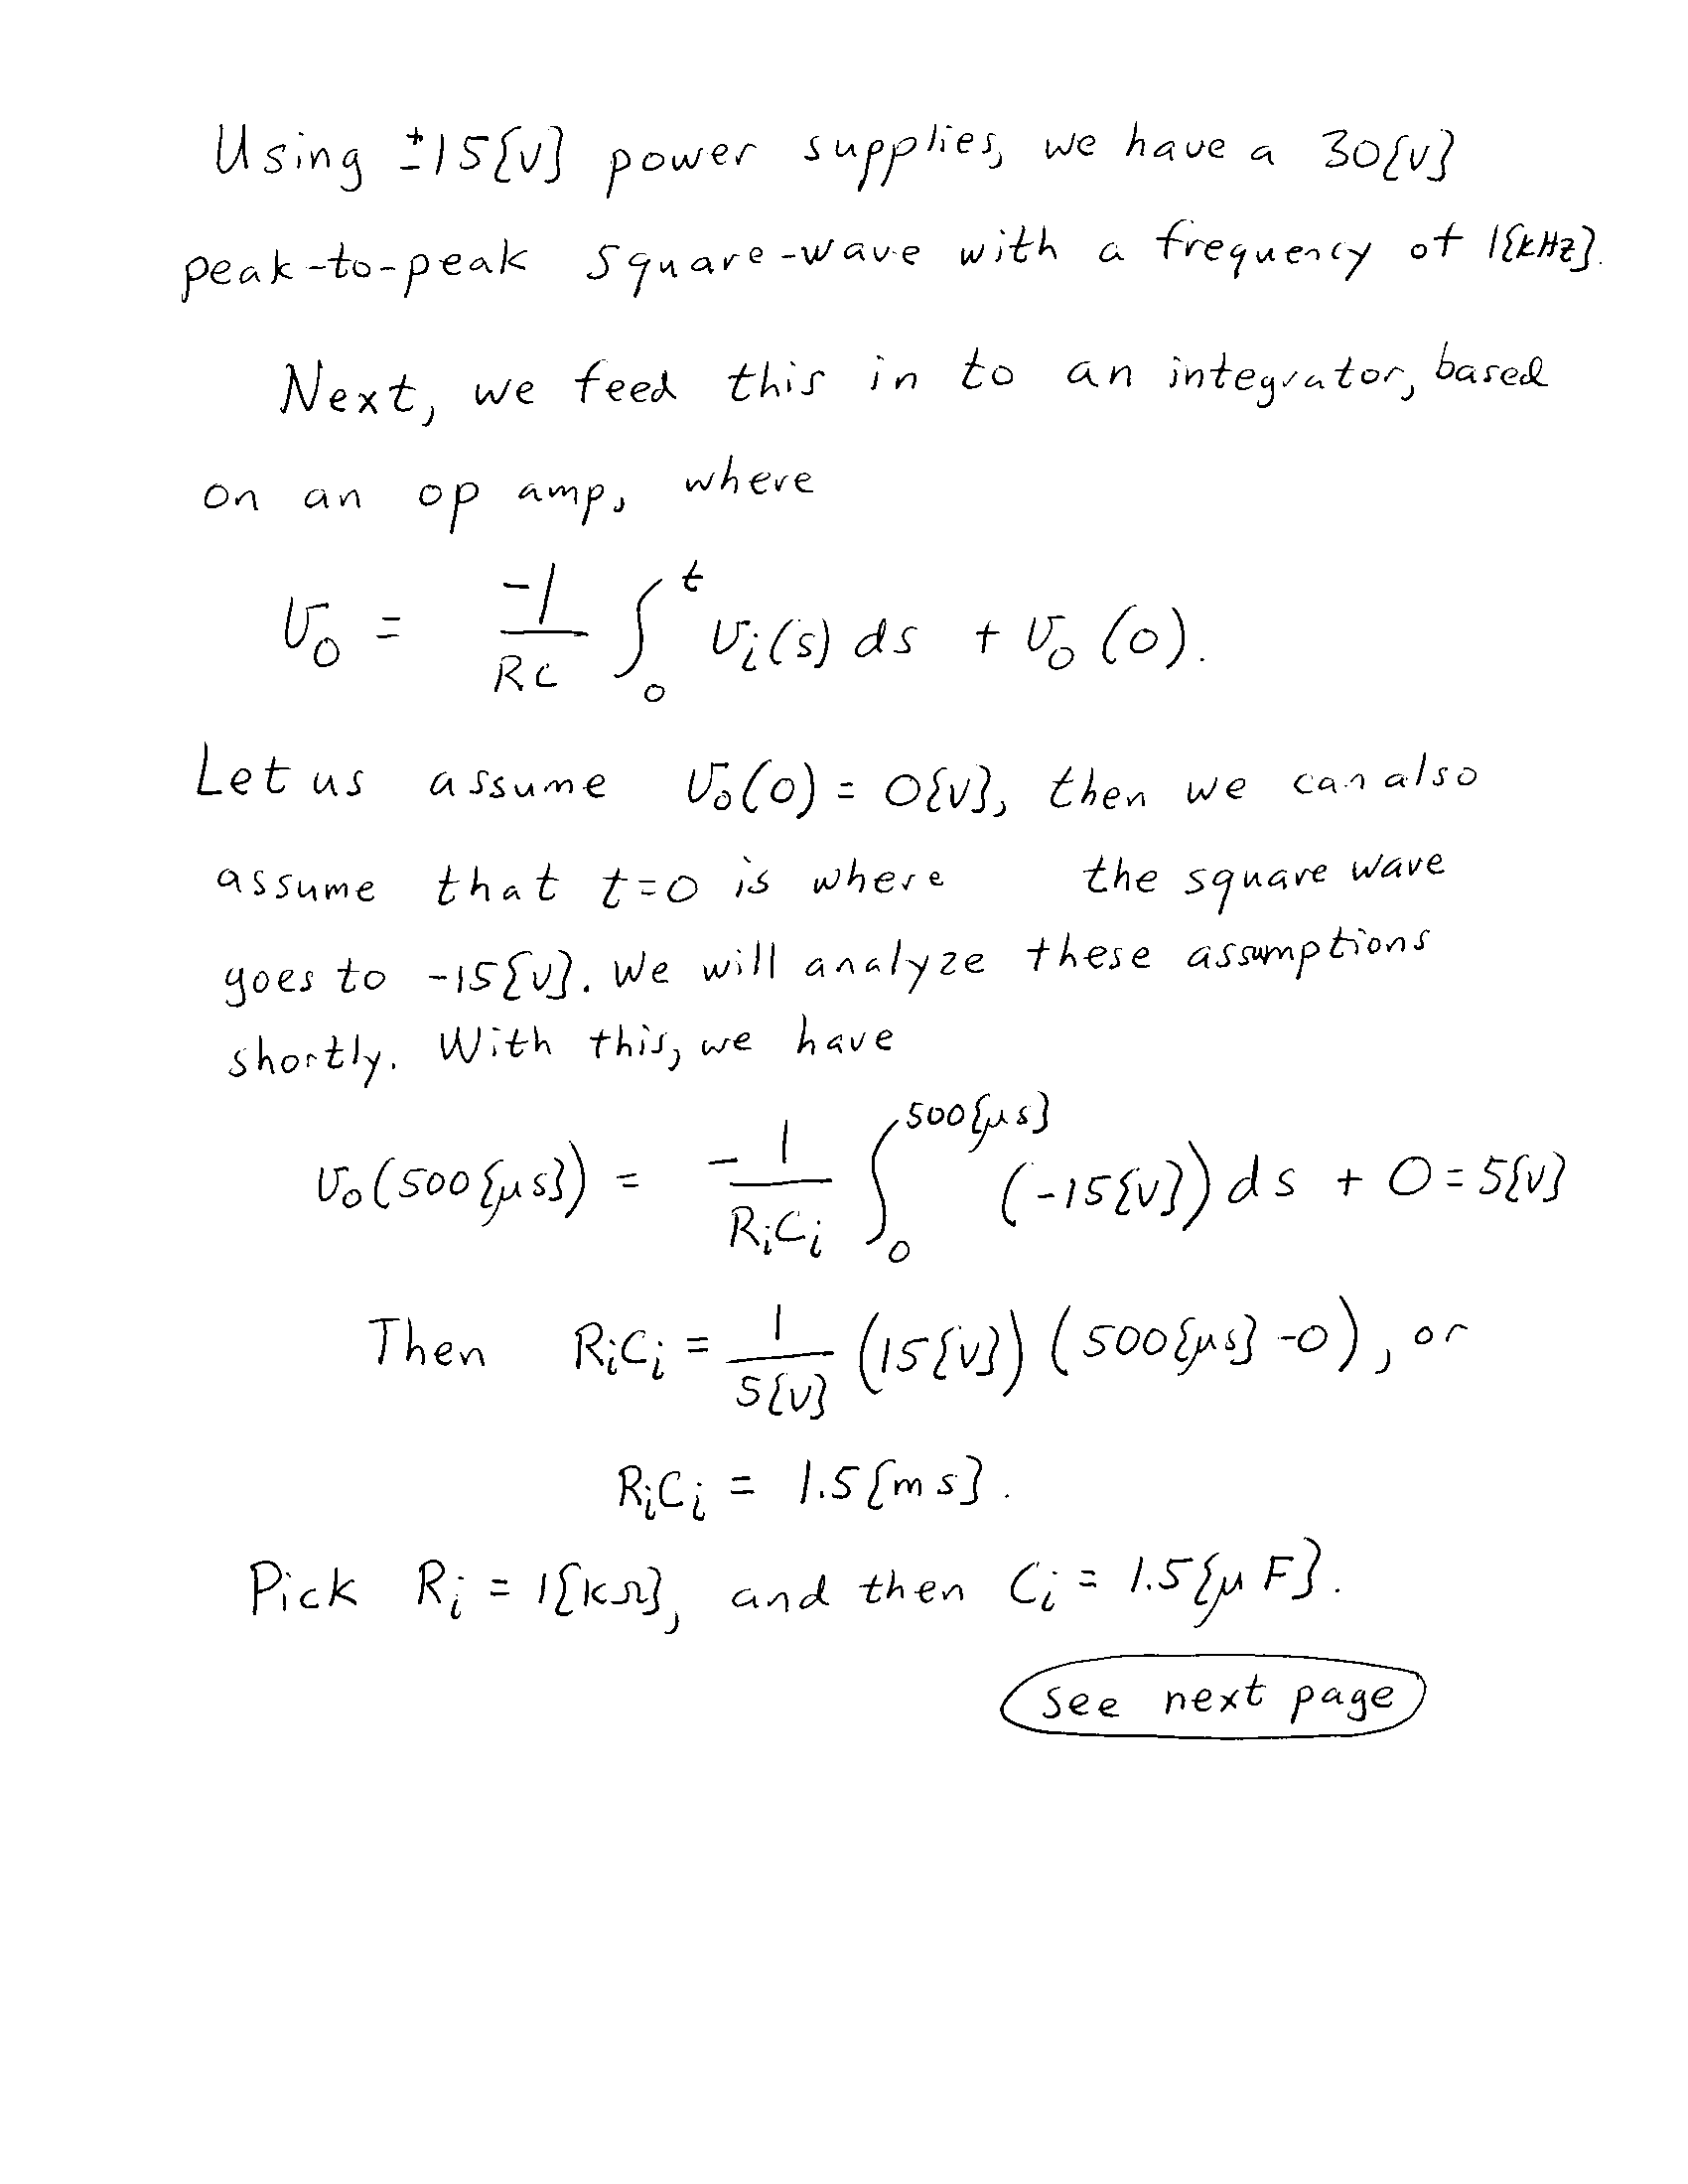 Using ±15{V} power supplies, we have a 30{V}
peak-to-peak square-wave with a frequency of 1{kHz}.
Next, we feed this in to an integrator, based
on an op amp, where
v_o = \frac{-1}{RC} \int_0^t v_i(s) ds + v_o(0).
Let us assume v_o(0) = 0{V}, then we can also
assume that t=0 is where the square wave
goes to -15{V}. We will analyze these assumptions
shortly. With this, we have
v_o(500{μs}) = -\frac{1}{R_iC_i} \int_0^{500{μs}} (-15{V}) ds + 0 = 5{V}
Then R_iC_i = \frac{1}{5{V}} (15{V}) (500{μs} -0), or
R_iC_i = 1.5{ms}.
Pick R_i = 1{kΩ}, and then C_i = 1.5{μF}.
see next page